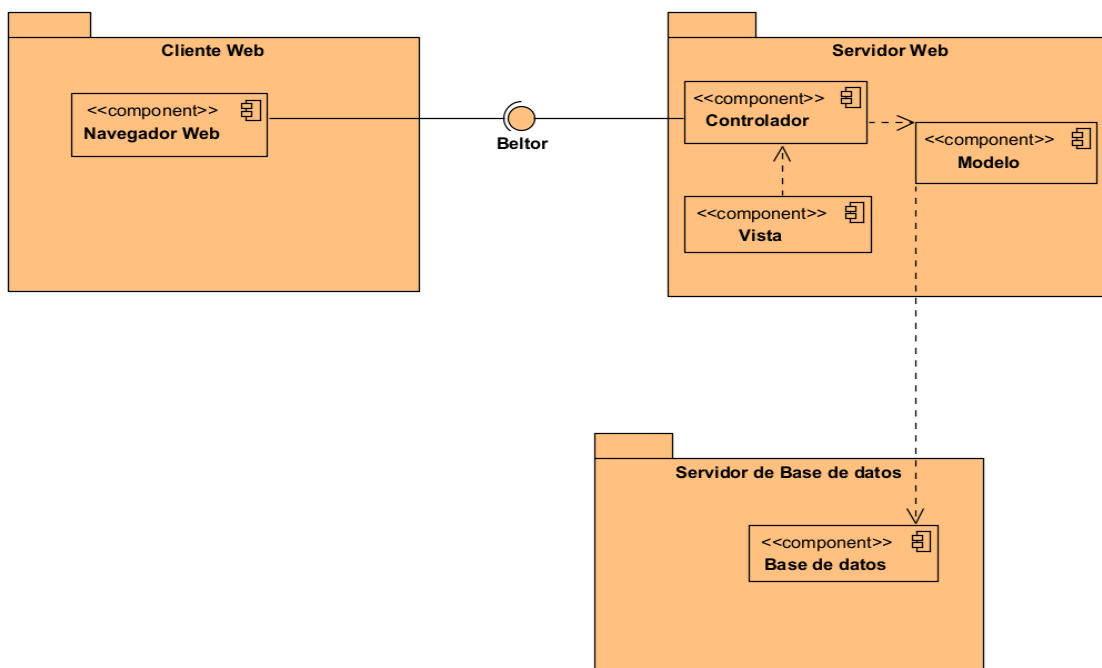 Cliente Web
<<component>>
Navegador Web
Beltor
Servidor Web
<<component>>
Controlador
<<component>>
Modelo
<<component>>
Vista
Servidor de Base de datos
<<component>>
Base de datos